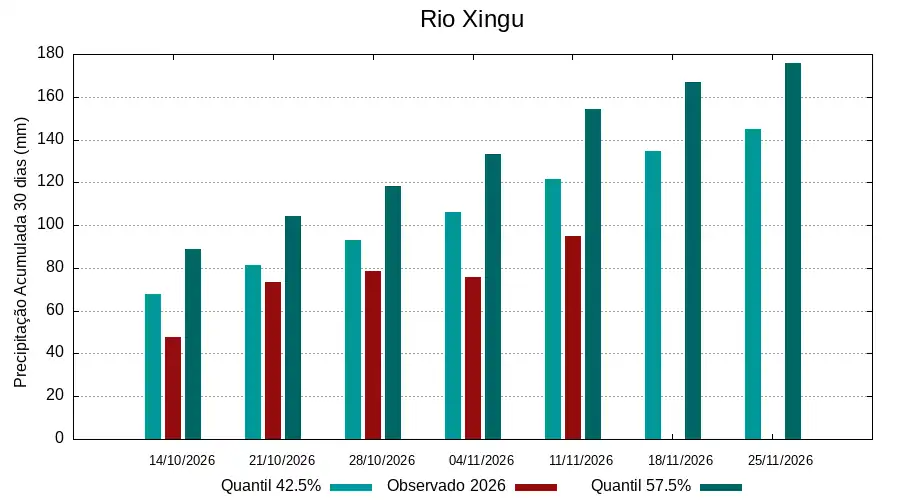 Rio Xingu
Precipitação Acumulada 30 dias (mm)
180
160
140
120
100
80
60
40
20
0
14/10/2026 21/10/2026 28/10/2026 04/11/2026 11/11/2026 18/11/2026 25/11/2026
Quantil 42.5% Observado 2026 Quantil 57.5%